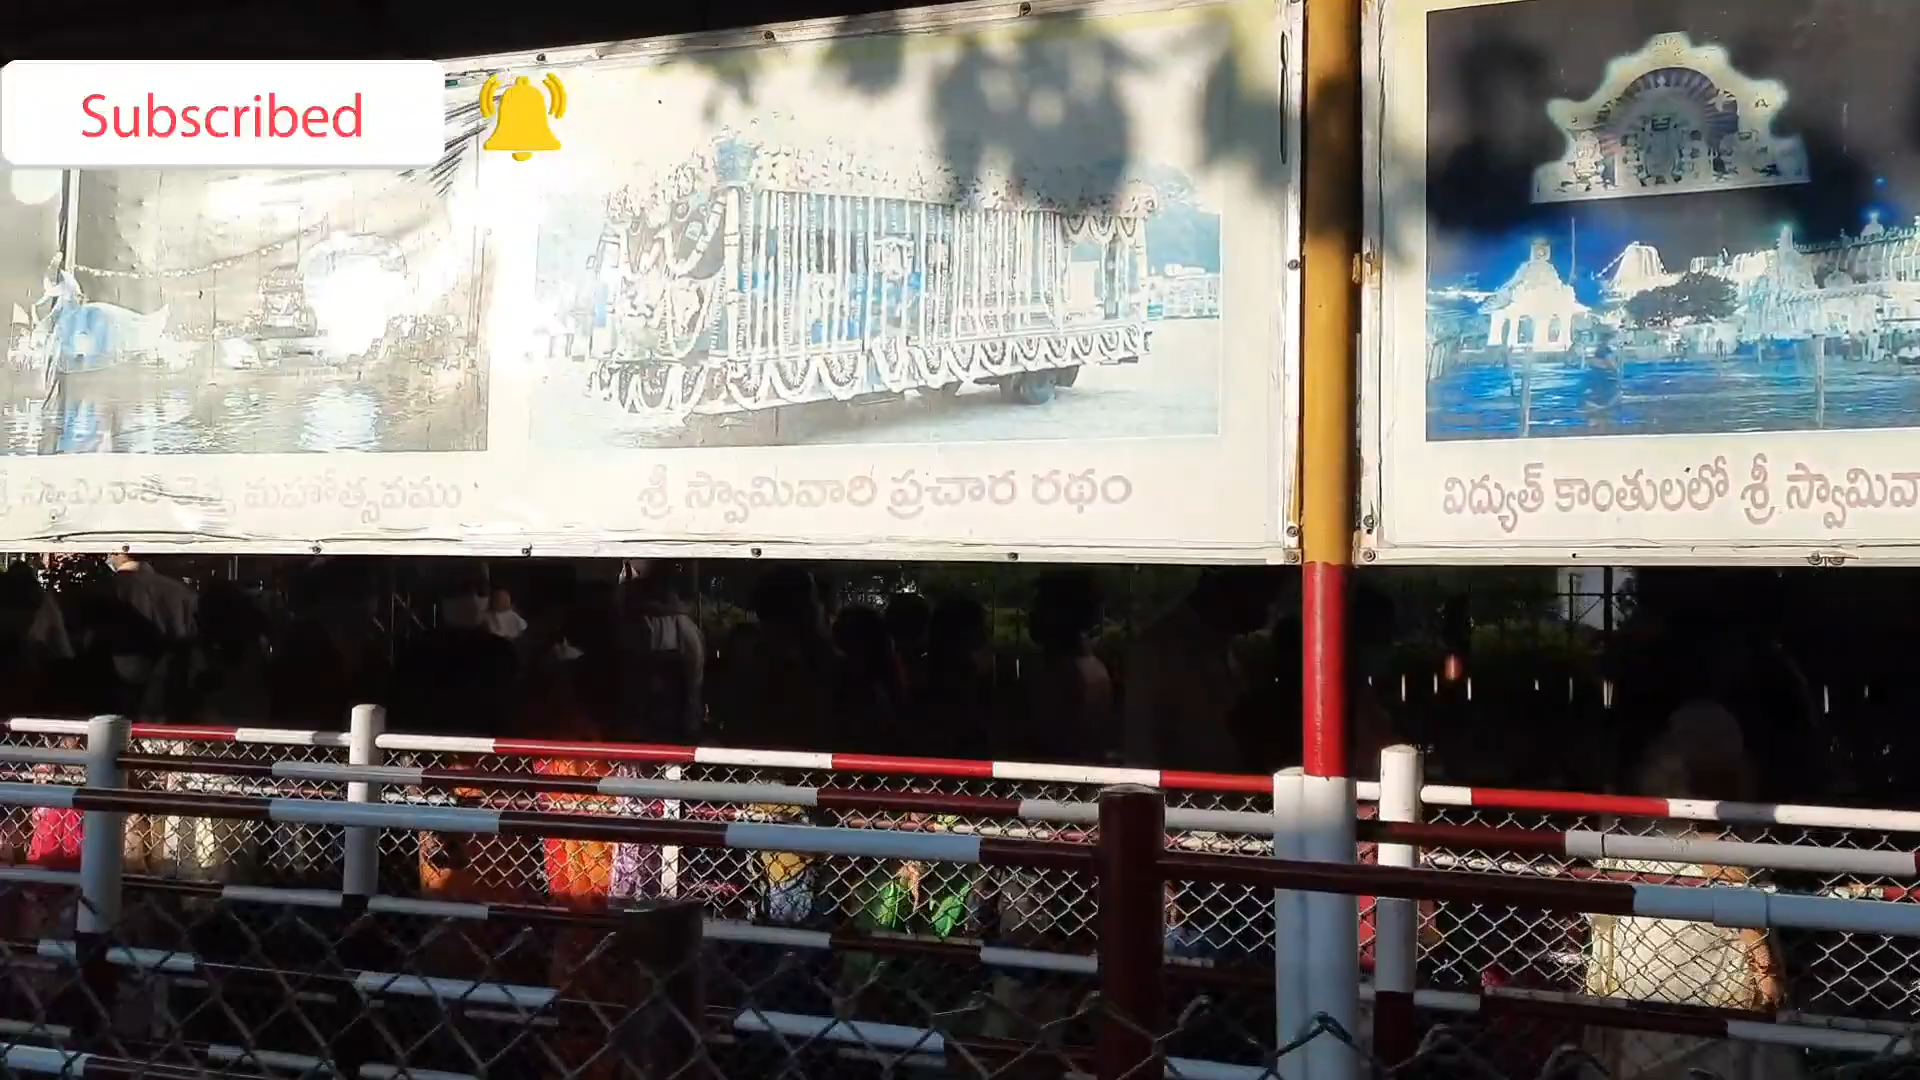 Subscribed
మహోత్సవము
శ్రీ స్వామివారి ప్రచార రథం
విద్యుత్ కాంతులలో శ్రీ స్వామివా